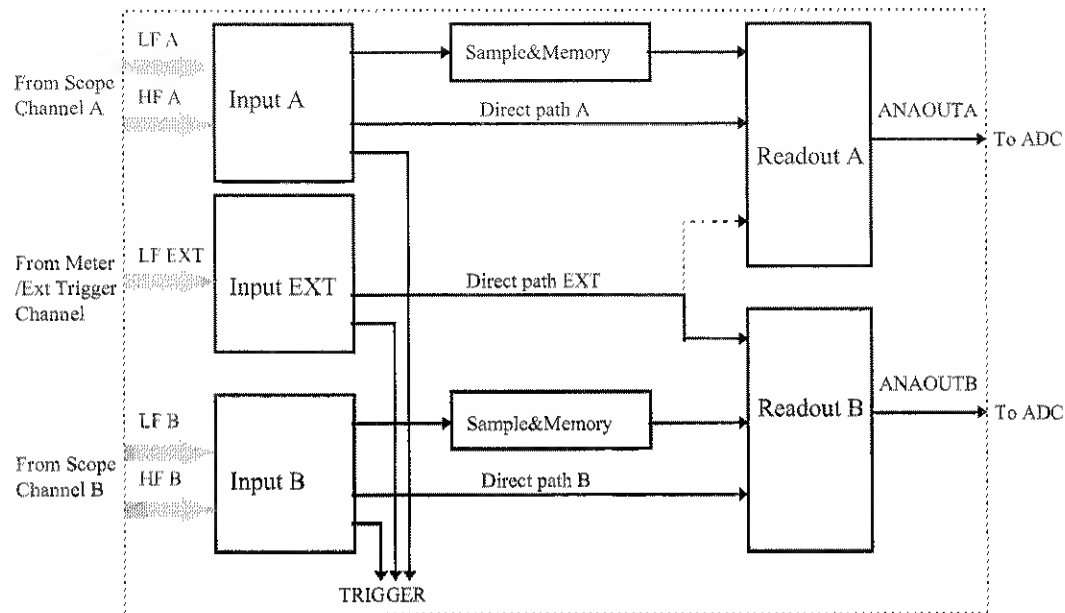 LF A
From Scope
Channel A
HF A
Input A
Sample&Memory
Direct path A
Readout A
ANAOUTA
To ADC
From Meter
/Ext Trigger
Channel
LF EXT
Input EXT
Direct path EXT
LF B
From Scope
Channel B
HF B
Input B
Sample&Memory
Direct path B
Readout B
ANAOUTB
To ADC
TRIGGER